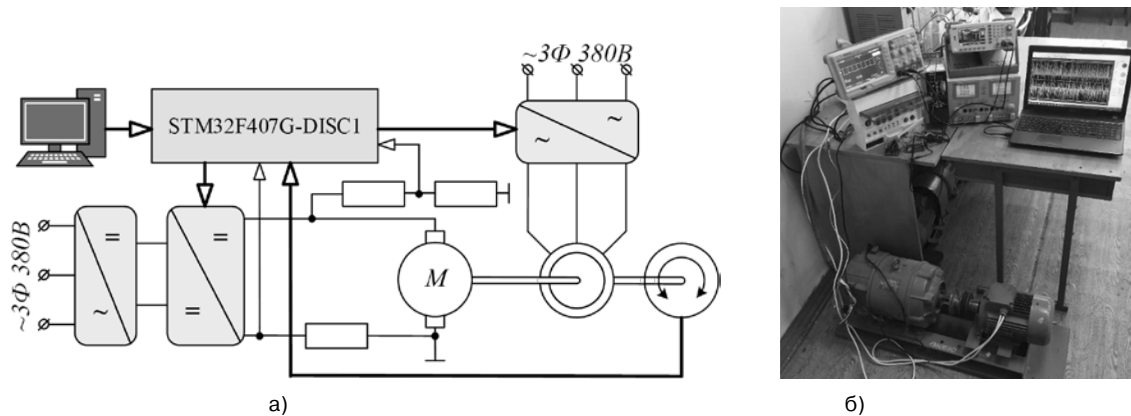 ~3Ф 380В
STM32F407G-DISC1
~
~
=
=
~3Ф 380В
M
~
=
а)
б)